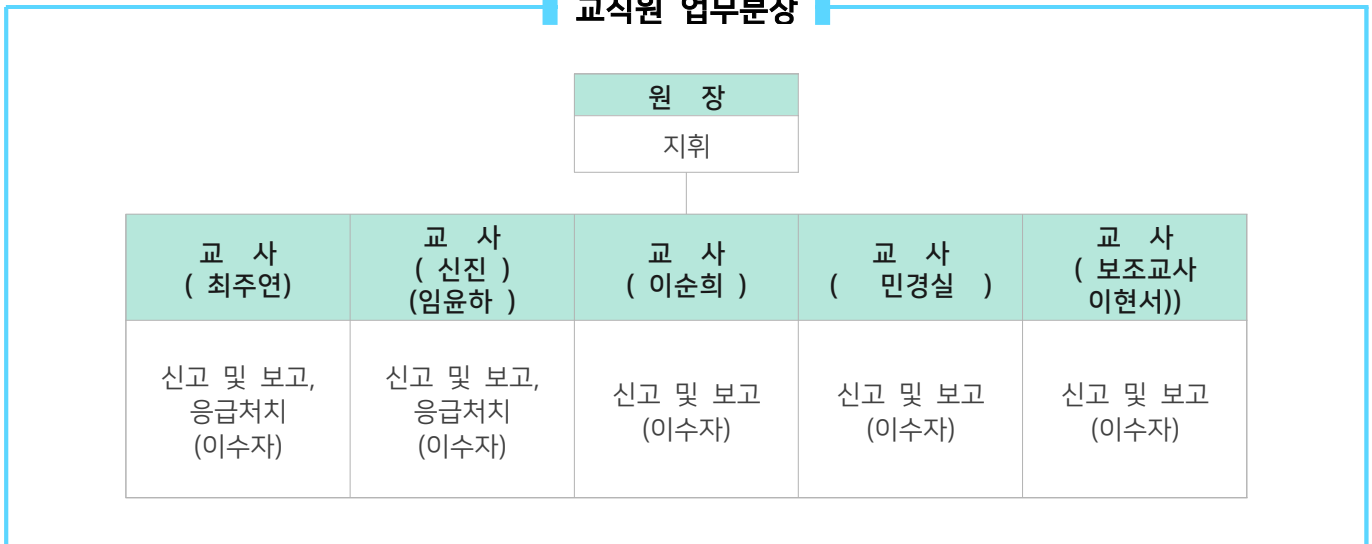 교직원 업무분장
원 장
지휘
교 사
( 최주연)
교 사
( 신진 )
(임윤하 )
교 사
( 이순희 )
교 사
( 민경실 )
교 사
( 보조교사
이현서))
신고 및 보고,
응급처치
(이수자)
신고 및 보고,
응급처치
(이수자)
신고 및 보고
(이수자)
신고 및 보고
(이수자)
신고 및 보고
(이수자)